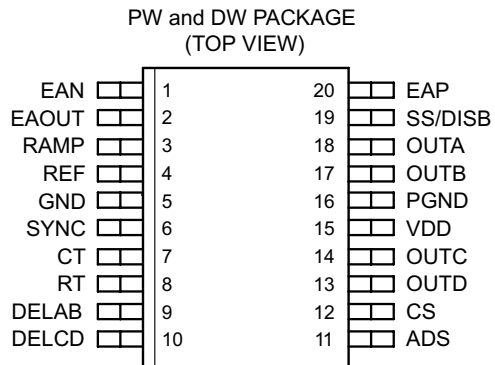 PW and DW PACKAGE
(TOP VIEW)
EAN 1 20 EAP
EAOUT 2 19 SS/DISB
RAMP 3 18 OUTA
REF 4 17 OUTB
GND 5 16 PGND
SYNC 6 15 VDD
CT 7 14 OUTC
RT 8 13 OUTD
DELAB 9 12 CS
DELCD 10 11 ADS